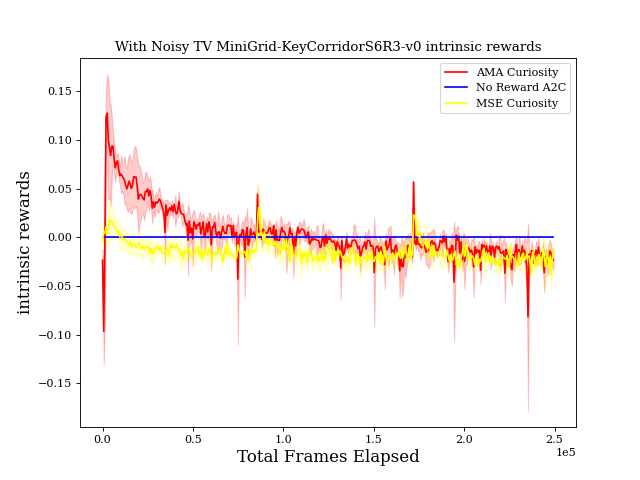 With Noisy TV MiniGrid-KeyCorridorS6R3-v0 intrinsic rewards
AMA Curiosity
No Reward A2C
MSE Curiosity
intrinsic rewards
0.15
0.10
0.05
0.00
−0.05
−0.10
−0.15
0.0 0.5 1.0 1.5 2.0 2.5
1e5
Total Frames Elapsed